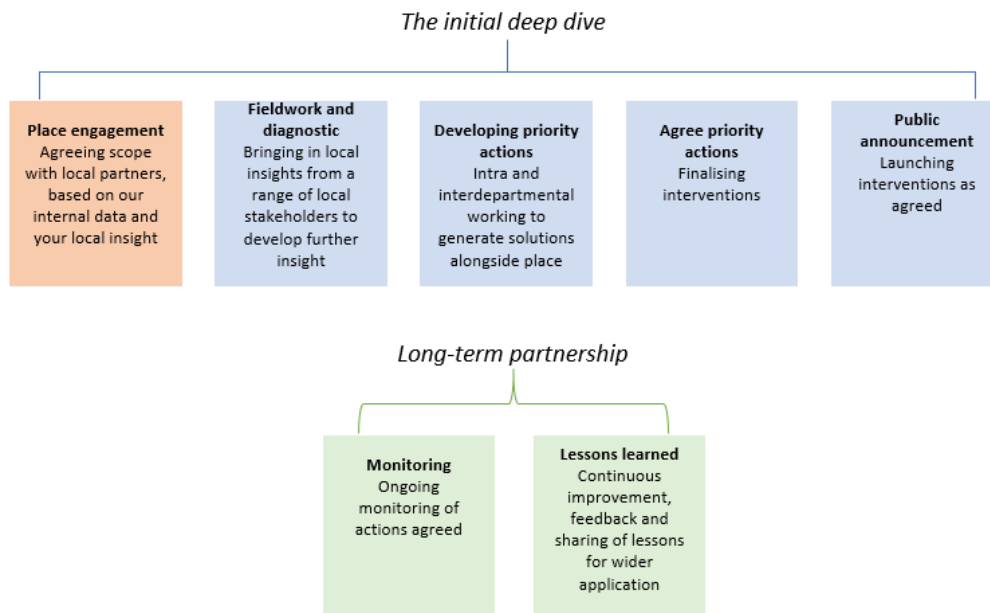 The initial deep dive
Place engagement
Agreeing scope
with local partners,
based on our
internal data and
your local insight
Fieldwork and
diagnostic
Bringing in local
insights from a
range of local
stakeholders to
develop further
insight
Developing priority
actions
Intra and
interdepartmental
working to
generate solutions
alongside place
Agree priority
actions
Finalising
interventions
Public
announcement
Launching
interventions as
agreed
Long-term partnership
Monitoring
Ongoing
monitoring of
actions agreed
Lessons learned
Continuous
improvement,
feedback and
sharing of lessons
for wider
application